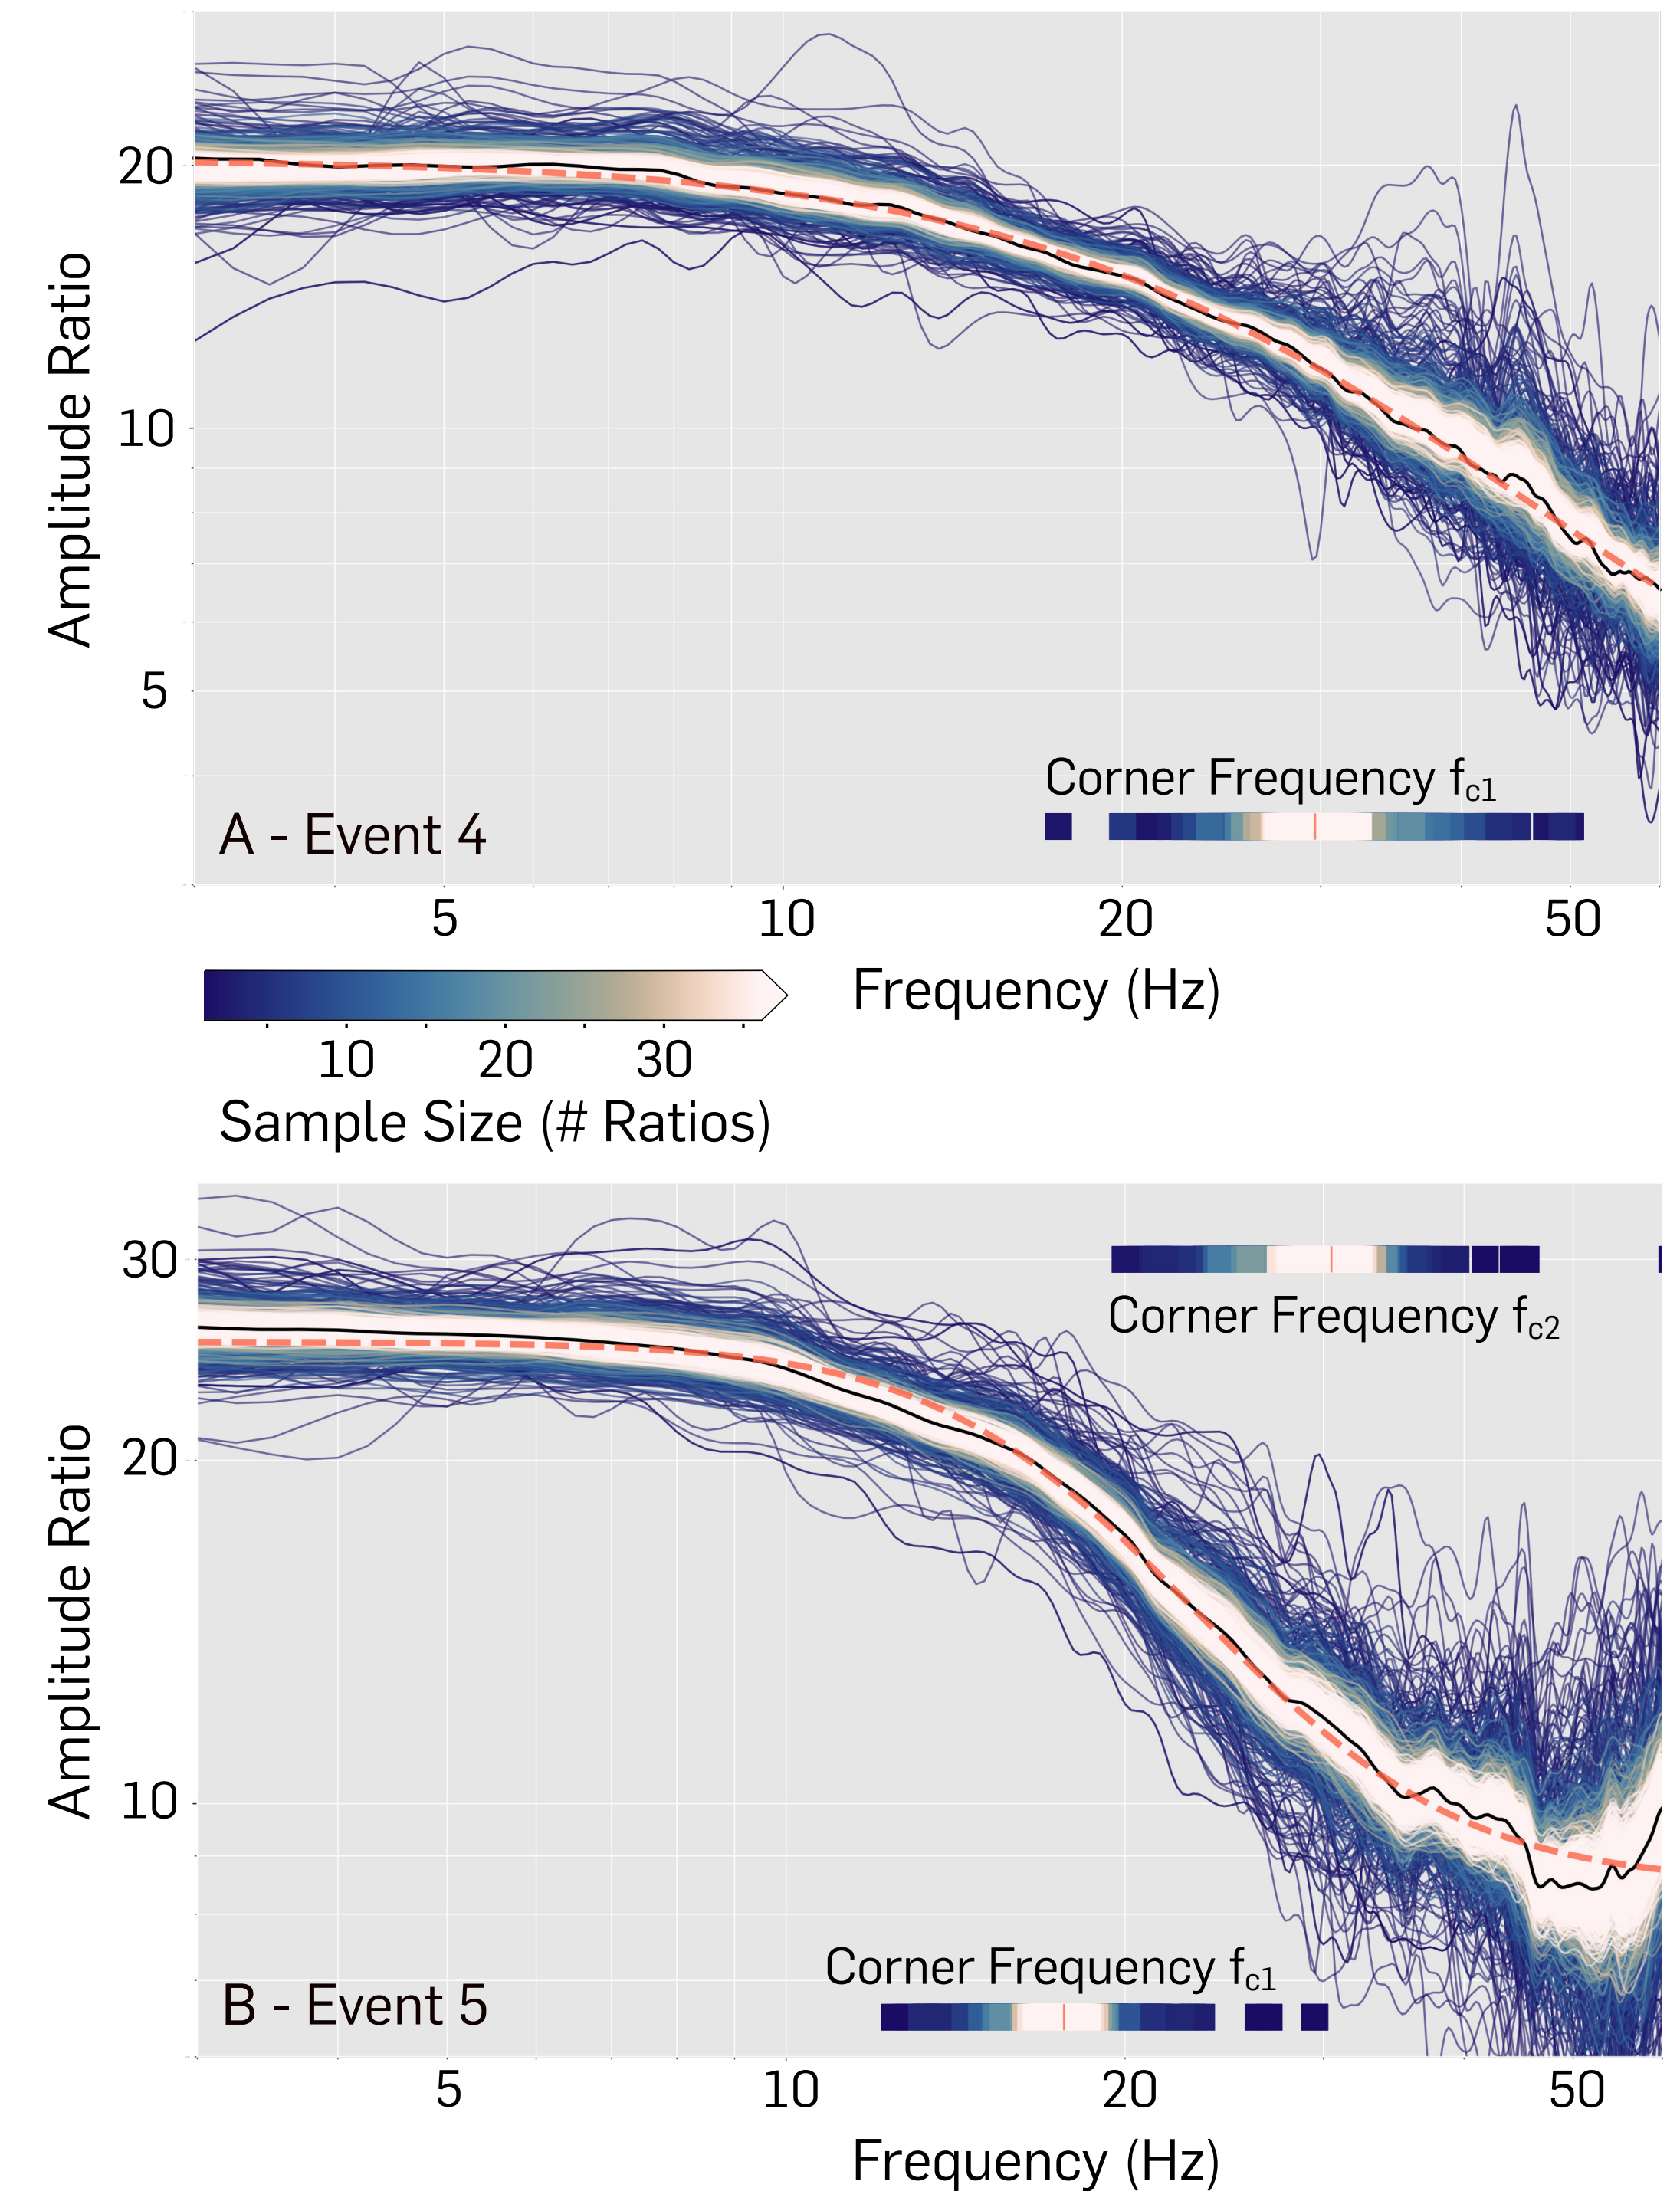 Amplitude Ratio
20
10
5
Corner Frequency fc1
A - Event 4
5 10 20 50
Frequency (Hz)
10 20 30
Sample Size (# Ratios)
Amplitude Ratio
30
20
10
Corner Frequency fc2
Corner Frequency fc1
B - Event 5
5 10 20 50
Frequency (Hz)